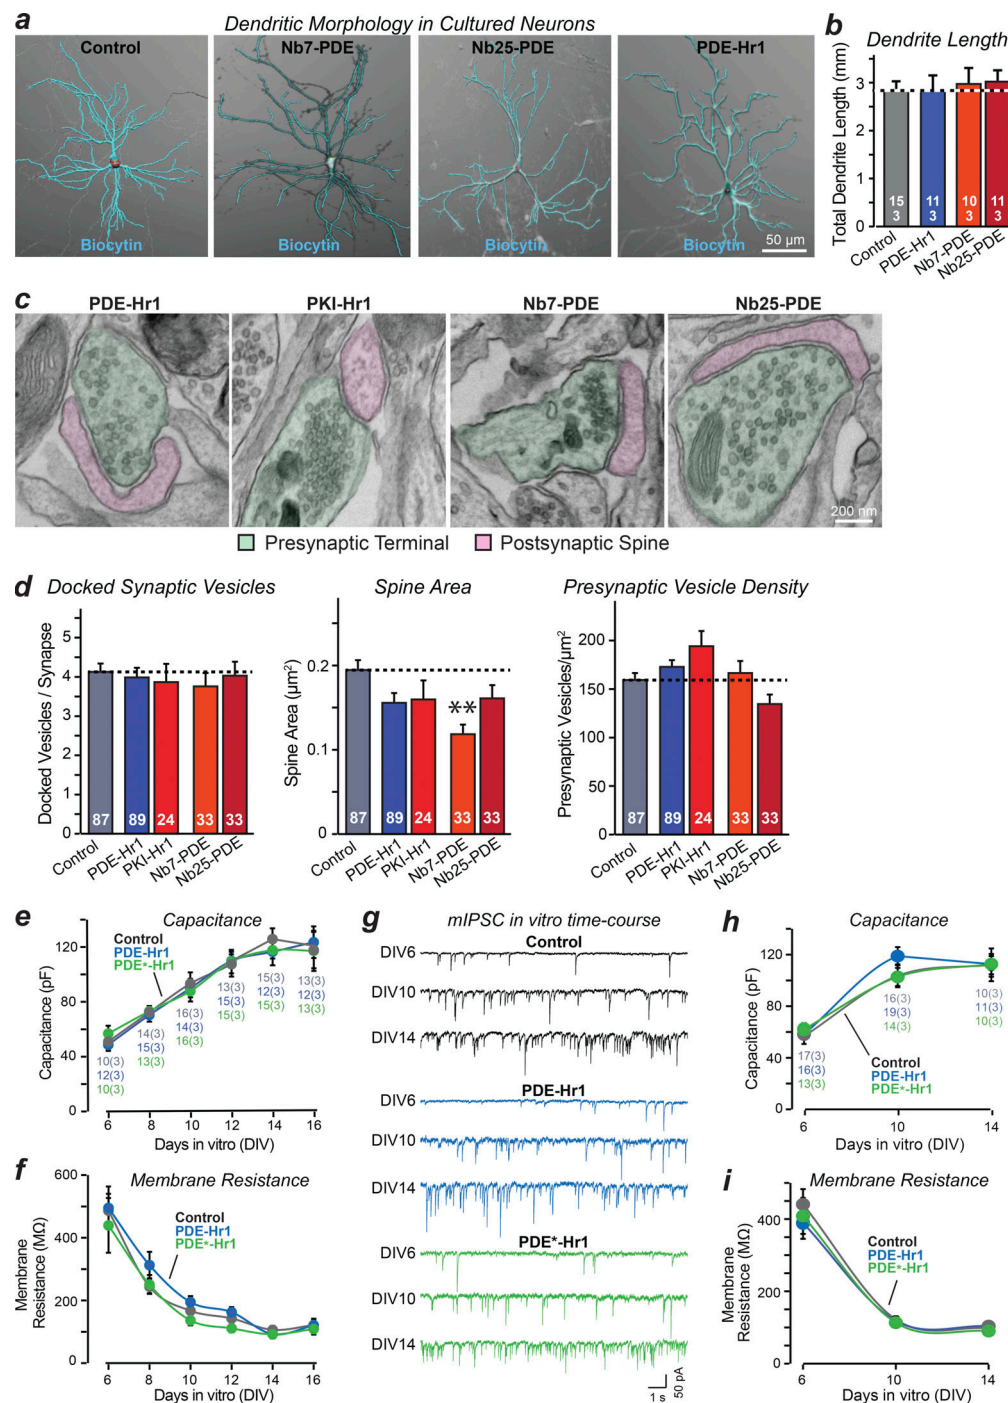 a
Dendritic Morphology in Cultured Neurons
Control
Nb7-PDE
Nb25-PDE
PDE-Hr1
Biocytin
Biocytin
Biocytin
Biocytin
50 µm
b
Dendrite Length
Total Dendrite Length (mm)
3
2
1
0
15
3
11
3
10
3
11
3
Control
PDE-Hr1
Nb7-PDE
Nb25-PDE
c
PDE-Hr1
PKI-Hr1
Nb7-PDE
Nb25-PDE
200 nm
Presynaptic Terminal
Postsynaptic Spine
d
Docked Synaptic Vesicles
Docked Vesicles / Synapse
5
4
3
2
1
0
87
89
24
33
33
Control
PDE-Hr1
PKI-Hr1
Nb7-PDE
Nb25-PDE
Spine Area
Spine Area (µm²)
0.2
0.1
0
**
87
89
24
33
33
Control
PDE-Hr1
PKI-Hr1
Nb7-PDE
Nb25-PDE
Presynaptic Vesicle Density
Presynaptic Vesicles/µm²
200
150
100
50
0
87
89
24
33
33
Control
PDE-Hr1
PKI-Hr1
Nb7-PDE
Nb25-PDE
e
Capacitance
Capacitance (pF)
120
80
40
0
Control
PDE-Hr1
PDE*-Hr1
10(3)
12(3)
10(3)
14(3)
15(3)
13(3)
16(3)
14(3)
16(3)
13(3)
15(3)
15(3)
15(3)
12(3)
15(3)
13(3)
12(3)
13(3)
6 8 10 12 14 16
Days in vitro (DIV)
f
Membrane Resistance
Membrane
Resistance (MΩ)
600
400
200
0
Control
PDE-Hr1
PDE*-Hr1
6 8 10 12 14 16
Days in vitro (DIV)
g
mIPSC in vitro time-course
Control
DIV6
DIV10
DIV14
PDE-Hr1
DIV6
DIV10
DIV14
PDE*-Hr1
DIV6
DIV10
DIV14
1 s
50 pA
h
Capacitance
Capacitance (pF)
120
80
40
0
17(3)
16(3)
13(3)
16(3)
19(3)
14(3)
10(3)
11(3)
10(3)
Control
PDE-Hr1
PDE*-Hr1
6 10 14
Days in vitro (DIV)
i
Membrane Resistance
Membrane
Resistance (MΩ)
400
200
0
Control
PDE-Hr1
PDE*-Hr1
6 10 14
Days in vitro (DIV)